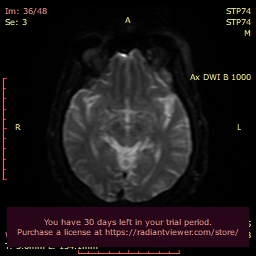 Im: 36/48
Se: 3
A
STP74
STP74
M
Ax DWI B 1000
R
L
You have 30 days left in your trial period.
Purchase a license at https://radiantviewer.com/store/